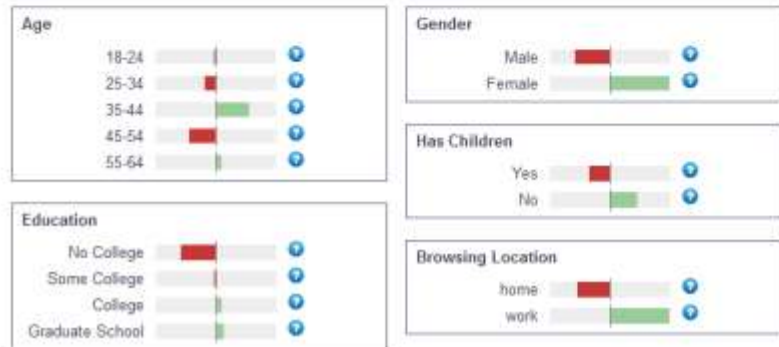 Age
18-24
25-34
35-44
45-54
55-64
Education
No College
Some College
College
Graduate School
Gender
Male
Female
Has Children
Yes
No
Browsing Location
home
work